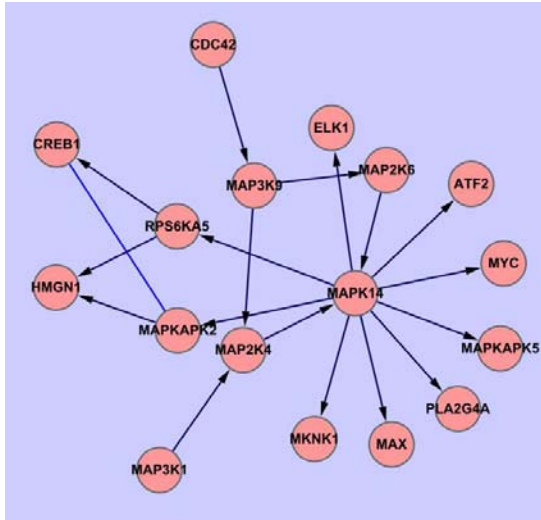 CDC42
ELK1
CREB1
MAP2K6
MAP3K9
ATF2
RPS6KA5
MYC
HMGN1
MAPK14
MAPKAPK2
MAP2K4
MAPKAPK5
PLA2G4A
MKNK1
MAX
MAP3K1